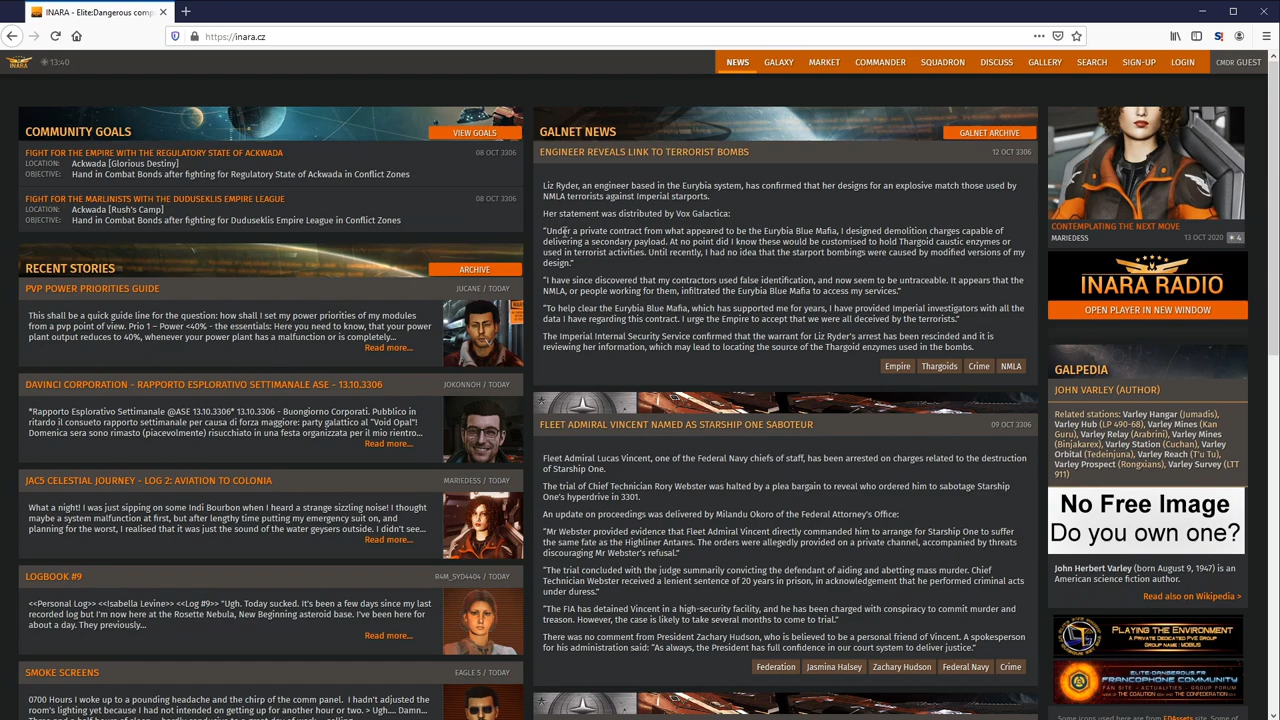 INARA - Elite:Dangerous comp
https://inara.cz
INARA
13:40
NEWS GALAXY MARKET COMMANDER SQUADRON DISCUSS GALLERY SEARCH SIGN-UP LOGIN CMDR GUEST
COMMUNITY GOALS
VIEW GOALS
FIGHT FOR THE EMPIRE WITH THE REGULATORY STATE OF ACKWADA
08 OCT 3306
LOCATION: Ackwada [Glorious Destiny]
OBJECTIVE: Hand in Combat Bonds after fighting for Regulatory State of Ackwada in Conflict Zones
FIGHT FOR THE MARLINISTS WITH THE DUDUSEKLIS EMPIRE LEAGUE
08 OCT 3306
LOCATION: Ackwada [Rush's Camp]
OBJECTIVE: Hand in Combat Bonds after fighting for Duduseklis Empire League in Conflict Zones
RECENT STORIES
ARCHIVE
PVP POWER PRIORITIES GUIDE
JUCANE / TODAY
This shall be a quick guide line for the question: how shall I set my power priorities of my modules
from a pvp point of view. Prio 1 – Power <40% - the essentials: Here you need to know, that your power
plant output reduces to 40%, whenever your power plant has a malfunction or is completely...
Read more...
DAVINCI CORPORATION - RAPPORTO ESPLORATIVO SETTIMANALE ASE - 13.10.3306
JOKONNOH / TODAY
*Rapporto Esplorativo Settimanale @ASE 13.10.3306* 13.10.3306 - Buongiorno Corporati. Pubblico in
ritardo il consueto rapporto settimanale per causa di forza maggiore: party galattico al "Void Opal"!
Domenica sera sono rimasto (piacevolmente) risucchiato in una festa organizzata per il mio rientro...
Read more...
JAC5 CELESTIAL JOURNEY - LOG 2: AVIATION TO COLONIA
MARIEDESS / TODAY
What a night! I was just sipping on some Indi Bourbon when I heard a strange sizzling noise! I thought
maybe a system malfunction at first, but after lengthy time putting my emergency suit on, and
planning for the worst, I realised that it was just the sound of the water geysers outside. I didn't see...
Read more...
LOGBOOK #9
B4M_SYD4404 / TODAY
<<Personal Log>> <<Isabella Levine>> <<Log #9>> "Ugh. Today sucked. It's been a few days since my last
recorded log but I'm now here at the Rosette Nebula, New Beginning asteroid base. I've been here
for about a day. They previously...
Read more...
SMOKE SCREENS
EAGLE 5 / TODAY
0700 Hours I woke up to a pounding headache and the chirp of the comm panel. I hadn't adjusted the
room's lighting yet because I had not intended on getting up for another hour or two. > Ugh... Damn...
GALNET NEWS
GALNET ARCHIVE
ENGINEER REVEALS LINK TO TERRORIST BOMBS
12 OCT 3306
Liz Ryder, an engineer based in the Eurybia system, has confirmed that her designs for an explosive match those used by
NMLA terrorists against Imperial starports.
Her statement was distributed by Vox Galactica:
“Under a private contract from what appeared to be the Eurybia Blue Mafia, I designed demolition charges capable of
delivering a secondary payload. At no point did I know these would be customised to hold Thargoid caustic enzymes or
used in terrorist activities. Until recently, I had no idea that the starport bombings were caused by modified versions of my
design.”
“I have since discovered that my contractors used false identification, and now seem to be untraceable. It appears that the
NMLA, or people working for them, infiltrated the Eurybia Blue Mafia to access my services.”
“To help clear the Eurybia Blue Mafia, which has supported me for years, I have provided Imperial investigators with all the
data I have regarding this contract. I urge the Empire to accept that we were all deceived by the terrorists.”
The Imperial Internal Security Service confirmed that the warrant for Liz Ryder's arrest has been rescinded and it is
reviewing her information, which may lead to locating the source of the Thargoid enzymes used in the bombs.
Empire Thargoids Crime NMLA
FLEET ADMIRAL VINCENT NAMED AS STARSHIP ONE SABOTEUR
09 OCT 3306
Fleet Admiral Lucas Vincent, one of the Federal Navy chiefs of staff, has been arrested on charges related to the destruction
of Starship One.
The trial of Chief Technician Rory Webster was halted by a plea bargain to reveal who ordered him to sabotage Starship
One's hyperdrive in 3301.
An update on proceedings was delivered by Milandu Okoro of the Federal Attorney's Office:
“Mr Webster provided evidence that Fleet Admiral Vincent directly commanded him to arrange for Starship One to suffer
the same fate as the Highliner Antares. The orders were allegedly provided on a private channel, accompanied by threats
discouraging Mr Webster's refusal.”
“The trial concluded with the judge summarily convicting the defendant of aiding and abetting mass murder. Chief
Technician Webster received a lenient sentence of 20 years in prison, in acknowledgement that he performed criminal acts
under duress.”
“The FIA has detained Vincent in a high-security facility, and he has been charged with conspiracy to commit murder and
treason. However, the case is likely to take several months to come to trial.”
There was no comment from President Zachary Hudson, who is believed to be a personal friend of Vincent. A spokesperson
for his administration said: “As always, the President has full confidence in our court system to deliver justice.”
Federation Jasmina Halsey Zachary Hudson Federal Navy Crime
CONTEMPLATING THE NEXT MOVE
MARIEDESS 13 OCT 2020 ★ 4
INARA RADIO
OPEN PLAYER IN NEW WINDOW
GALPEDIA
JOHN VARLEY (AUTHOR)
Related stations: Varley Hangar (Jumadis),
Varley Hub (LP 490-68), Varley Mines (Kan
Guru), Varley Relay (Arabrini), Varley Mines
(Binjakarex), Varley Station (Cuchan), Varley
Orbital (Tedeinjuna), Varley Reach (T'u Tu),
Varley Prospect (Rongxians), Varley Survey (LTT
911)
No Free Image
Do you own one?
John Herbert Varley (born August 9, 1947) is an
American science fiction author.
Read also on Wikipedia >
PLAYING THE ENVIRONMENT
A PRIVATE DEDICATED PVE GROUP
GROUP NAME: MOBIUS
ELITE-DANGEROUS.FR
FRANCOPHONE COMMUNITY
FAN SITE - ACTUALITIES - GROUP FORUM
Some icons used here are from EDAssets site. Some of